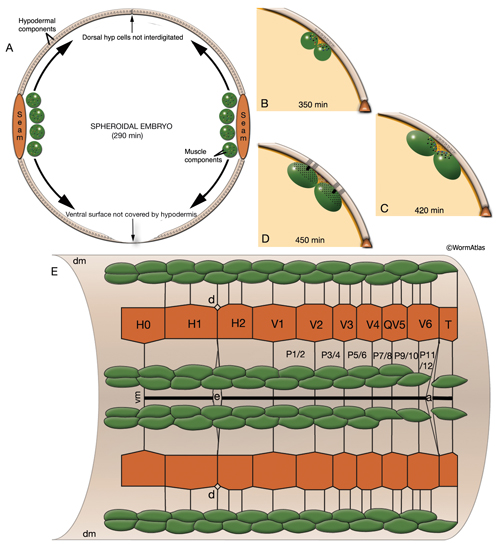 Hypodermal
components
A
Dorsal hyp cells not interdigitated
Seam
Seam
SPHEROIDAL EMBRYO
(290 min)
Muscle
components
Ventral surface not covered by hypodermis
B
350 min
C
420 min
D
450 min
©WormAtlas
E
dm
d
H0 H1 H2 V1 V2 V3 V4 QV5 V6 T
P1/2 P3/4 P5/6 P7/8 P9/10 P11
/12
vm
e
a
d
dm